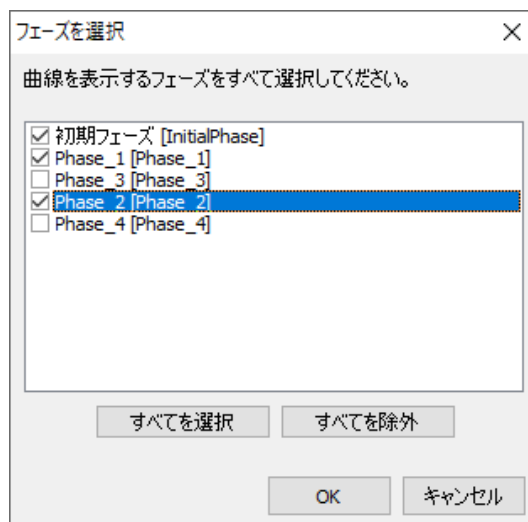 フェーズを選択
曲線を表示するフェーズをすべて選択してください。
初期フェーズ [InitialPhase]
Phase_1 [Phase_1]
Phase_3 [Phase_3]
Phase_2 [Phase_2]
Phase_4 [Phase_4]
すべてを選択
すべてを除外
OK
キャンセル